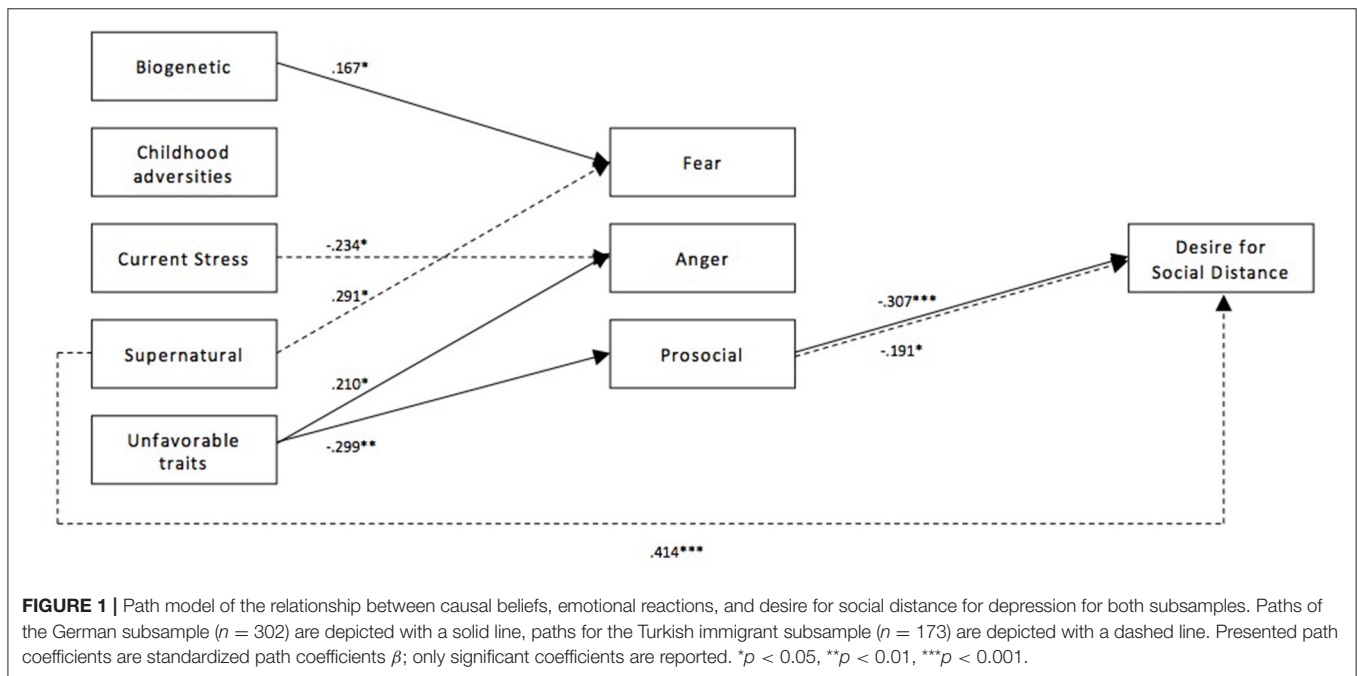 Biogenetic
.167*
Childhood
adversities
Fear
Current Stress
-.234*
Anger
Desire for
Social Distance
.291*
-.307***
Supernatural
Prosocial
-.191*
.210*
Unfavorable
traits
-.299**
.414***
FIGURE 1 | Path model of the relationship between causal beliefs, emotional reactions, and desire for social distance for depression for both subsamples. Paths of
the German subsample (n = 302) are depicted with a solid line, paths for the Turkish immigrant subsample (n = 173) are depicted with a dashed line. Presented path
coefficients are standardized path coefficients β; only significant coefficients are reported. *p < 0.05, **p < 0.01, ***p < 0.001.